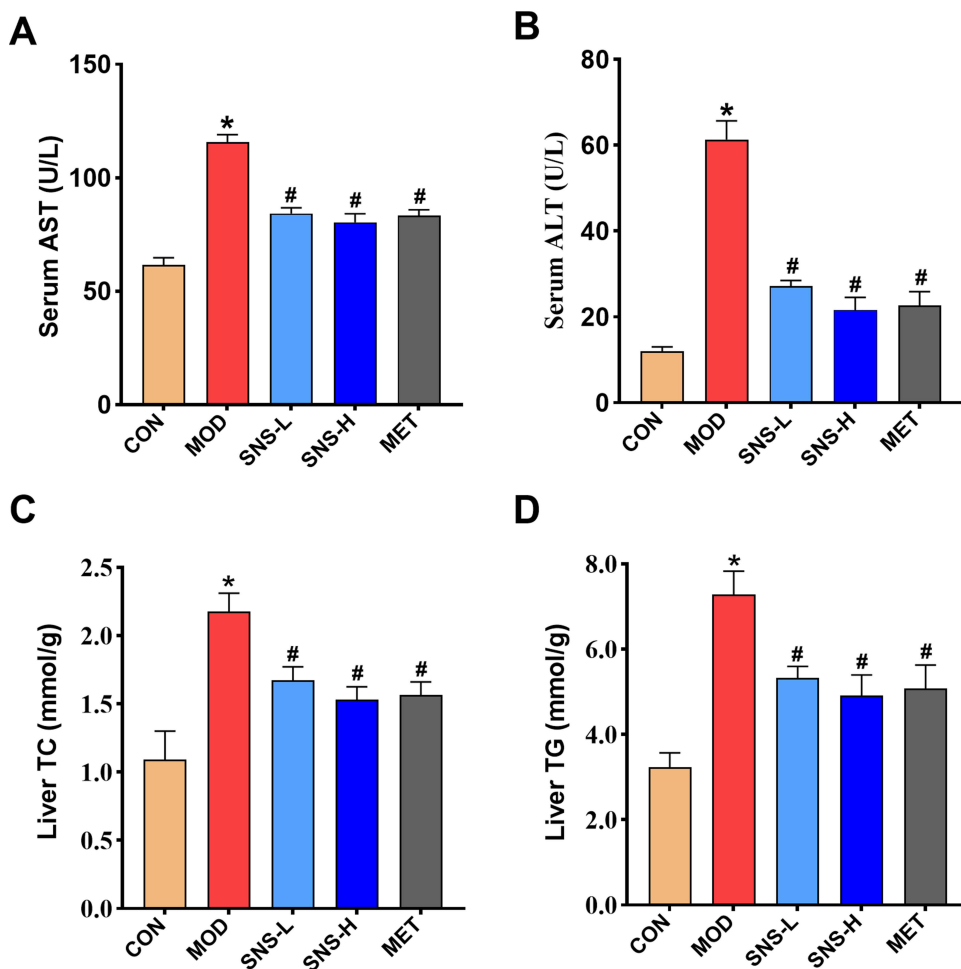 A
Serum AST (U/L)
150
100
50
0
*
#
#
#
CON
MOD
SNS-L
SNS-H
MET
B
Serum ALT (U/L)
80
60
40
20
0
*
#
#
#
CON
MOD
SNS-L
SNS-H
MET
C
Liver TC (mmol/g)
2.5
2.0
1.5
1.0
0.5
0.0
*
#
#
#
CON
MOD
SNS-L
SNS-H
MET
D
Liver TG (mmol/g)
8.0
6.0
4.0
2.0
0.0
*
#
#
#
CON
MOD
SNS-L
SNS-H
MET